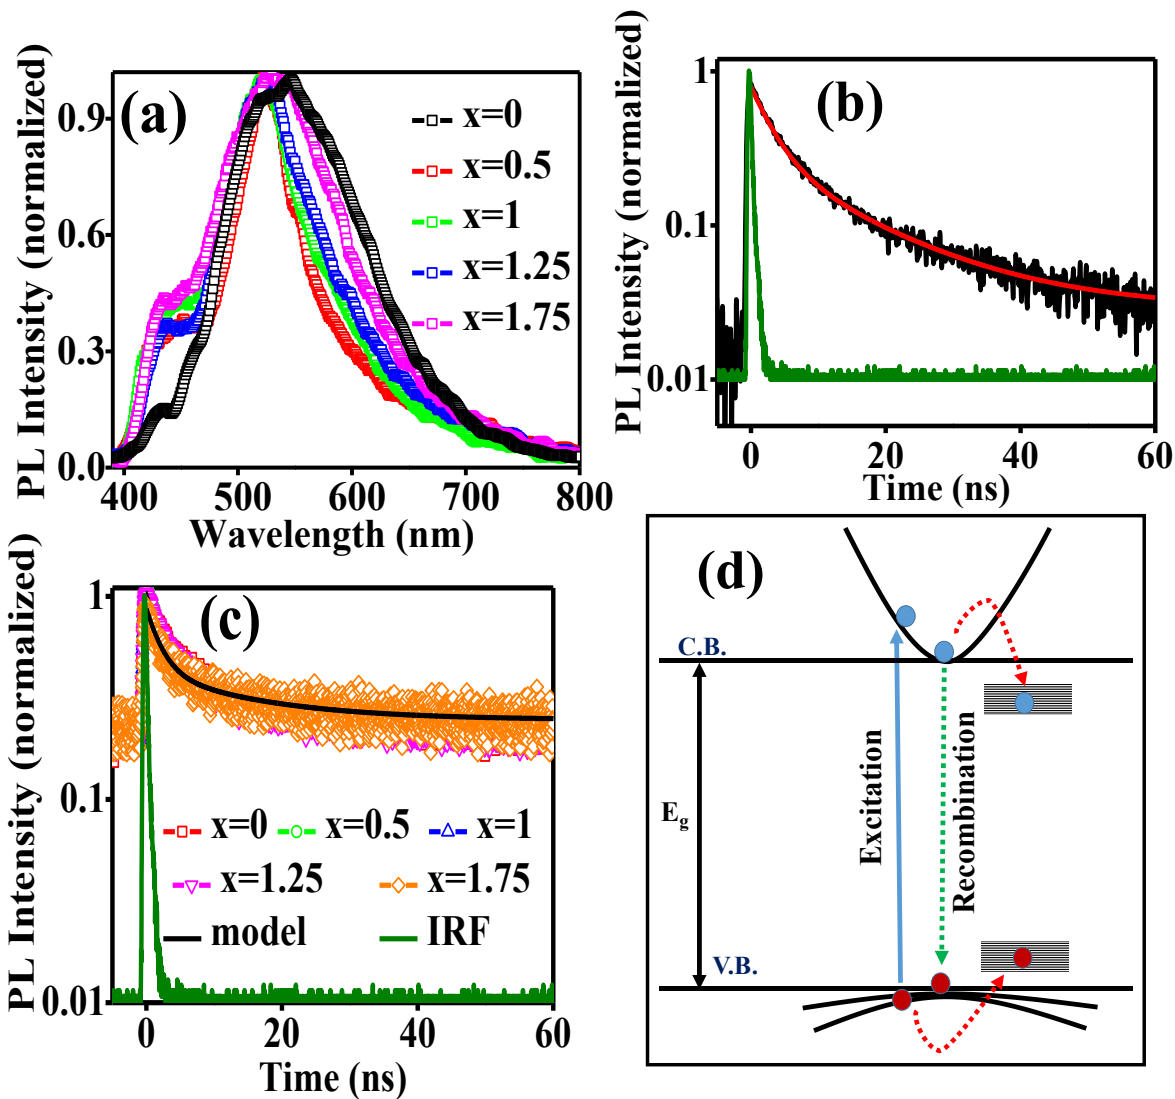 (a)
PL Intensity (normalized)
0.9
0.6
0.3
0.0
x=0
x=0.5
x=1
x=1.25
x=1.75
400 500 600 700 800
Wavelength (nm)
(b)
PL Intensity (normalized)
1
0.1
0.01
0 20 40 60
Time (ns)
(c)
PL Intensity (normalized)
1
0.1
0.01
x=0 x=0.5 x=1
x=1.25 x=1.75
model IRF
0 20 40 60
Time (ns)
(d)
C.B.
Eg
Excitation
Recombination
V.B.